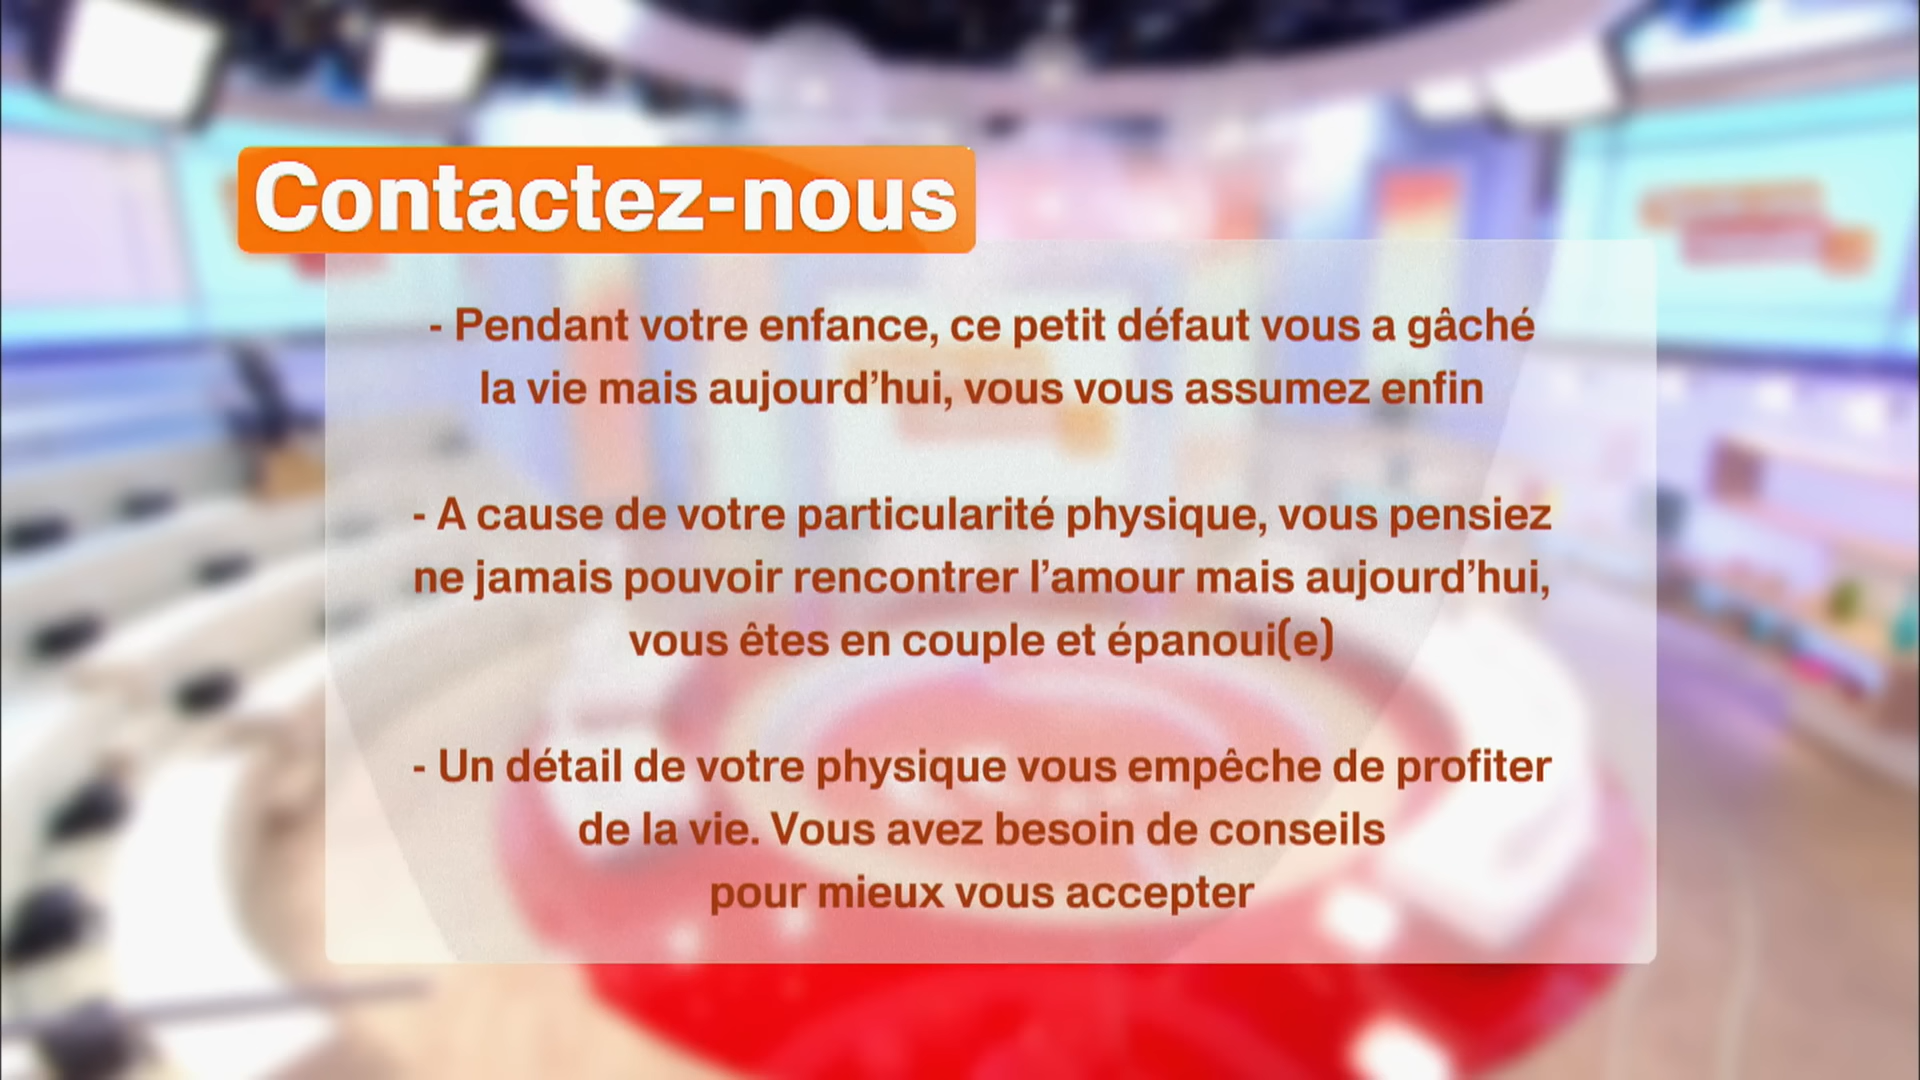 Contactez-nous
- Pendant votre enfance, ce petit défaut vous a gâché
la vie mais aujourd’hui, vous vous assumez enfin
- A cause de votre particularité physique, vous pensiez
ne jamais pouvoir rencontrer l’amour mais aujourd’hui,
vous êtes en couple et épanoui(e)
- Un détail de votre physique vous empêche de profiter
de la vie. Vous avez besoin de conseils
pour mieux vous accepter